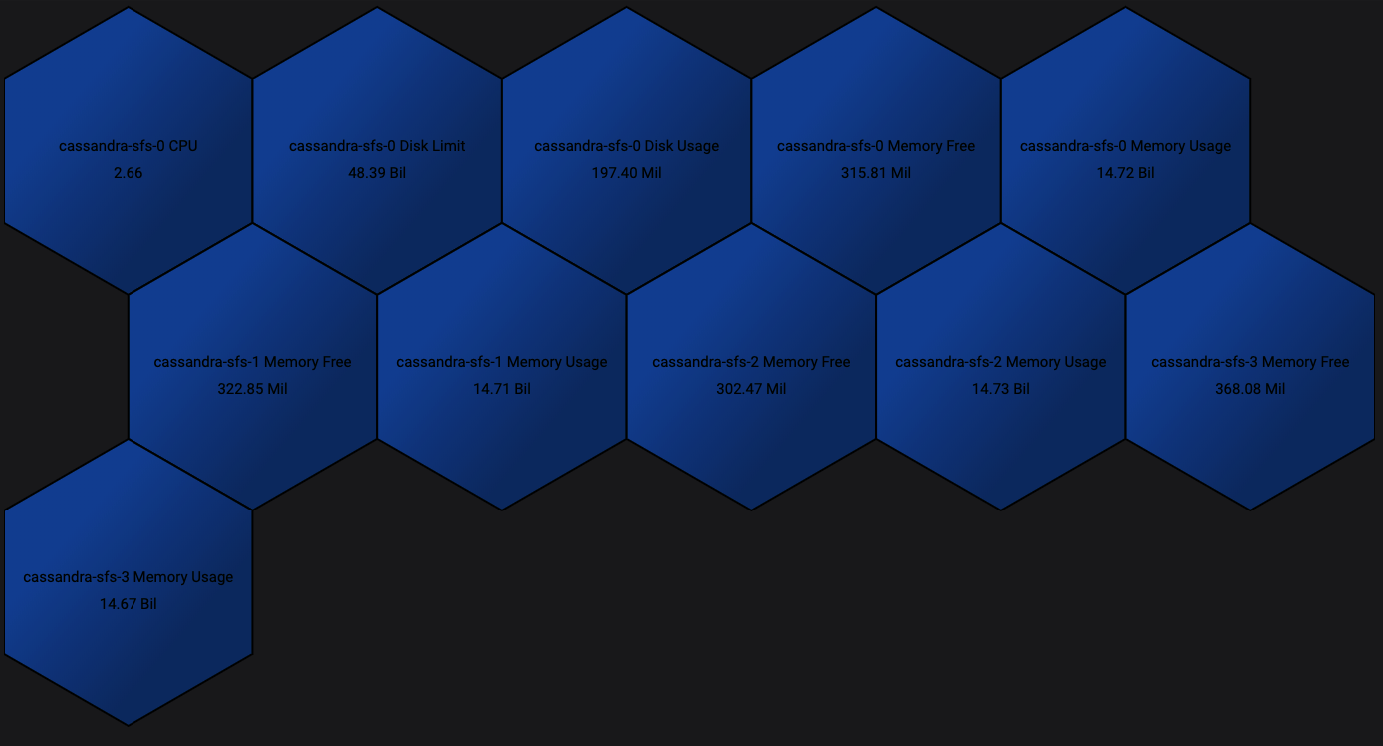 cassandra-sfs-0 CPU
2.66
cassandra-sfs-0 Disk Limit
48.39 Bil
cassandra-sfs-0 Disk Usage
197.40 Mil
cassandra-sfs-0 Memory Free
315.81 Mil
cassandra-sfs-0 Memory Usage
14.72 Bil
cassandra-sfs-1 Memory Free
322.85 Mil
cassandra-sfs-1 Memory Usage
14.71 Bil
cassandra-sfs-2 Memory Free
302.47 Mil
cassandra-sfs-2 Memory Usage
14.73 Bil
cassandra-sfs-3 Memory Free
368.08 Mil
cassandra-sfs-3 Memory Usage
14.67 Bil